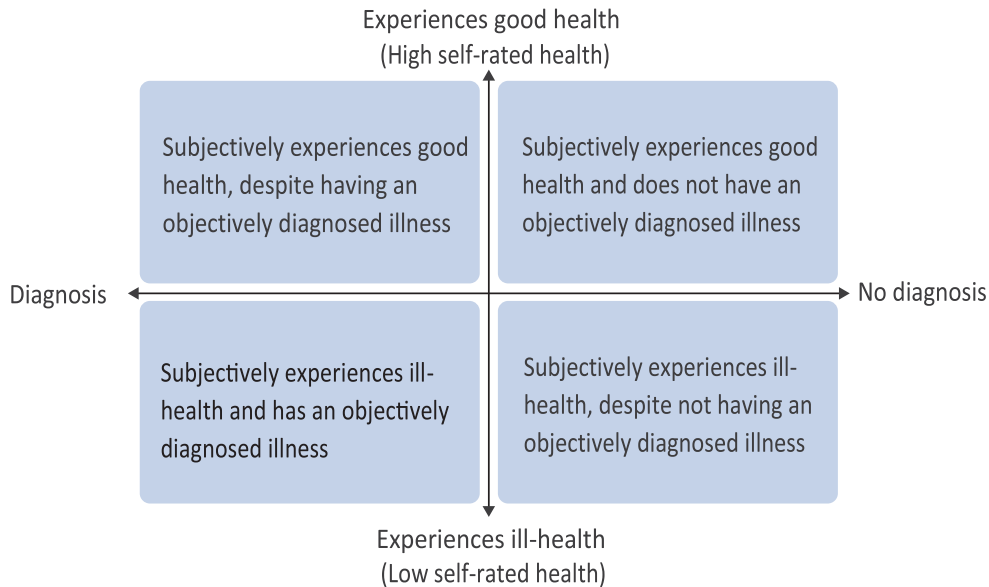 Experiences good health
(High self-rated health)
Subjectively experiences good
health, despite having an
objectively diagnosed illness
Subjectively experiences good
health and does not have an
objectively diagnosed illness
Diagnosis
No diagnosis
Subjectively experiences ill-
health and has an objectively
diagnosed illness
Subjectively experiences ill-
health, despite not having an
objectively diagnosed illness
Experiences ill-health
(Low self-rated health)